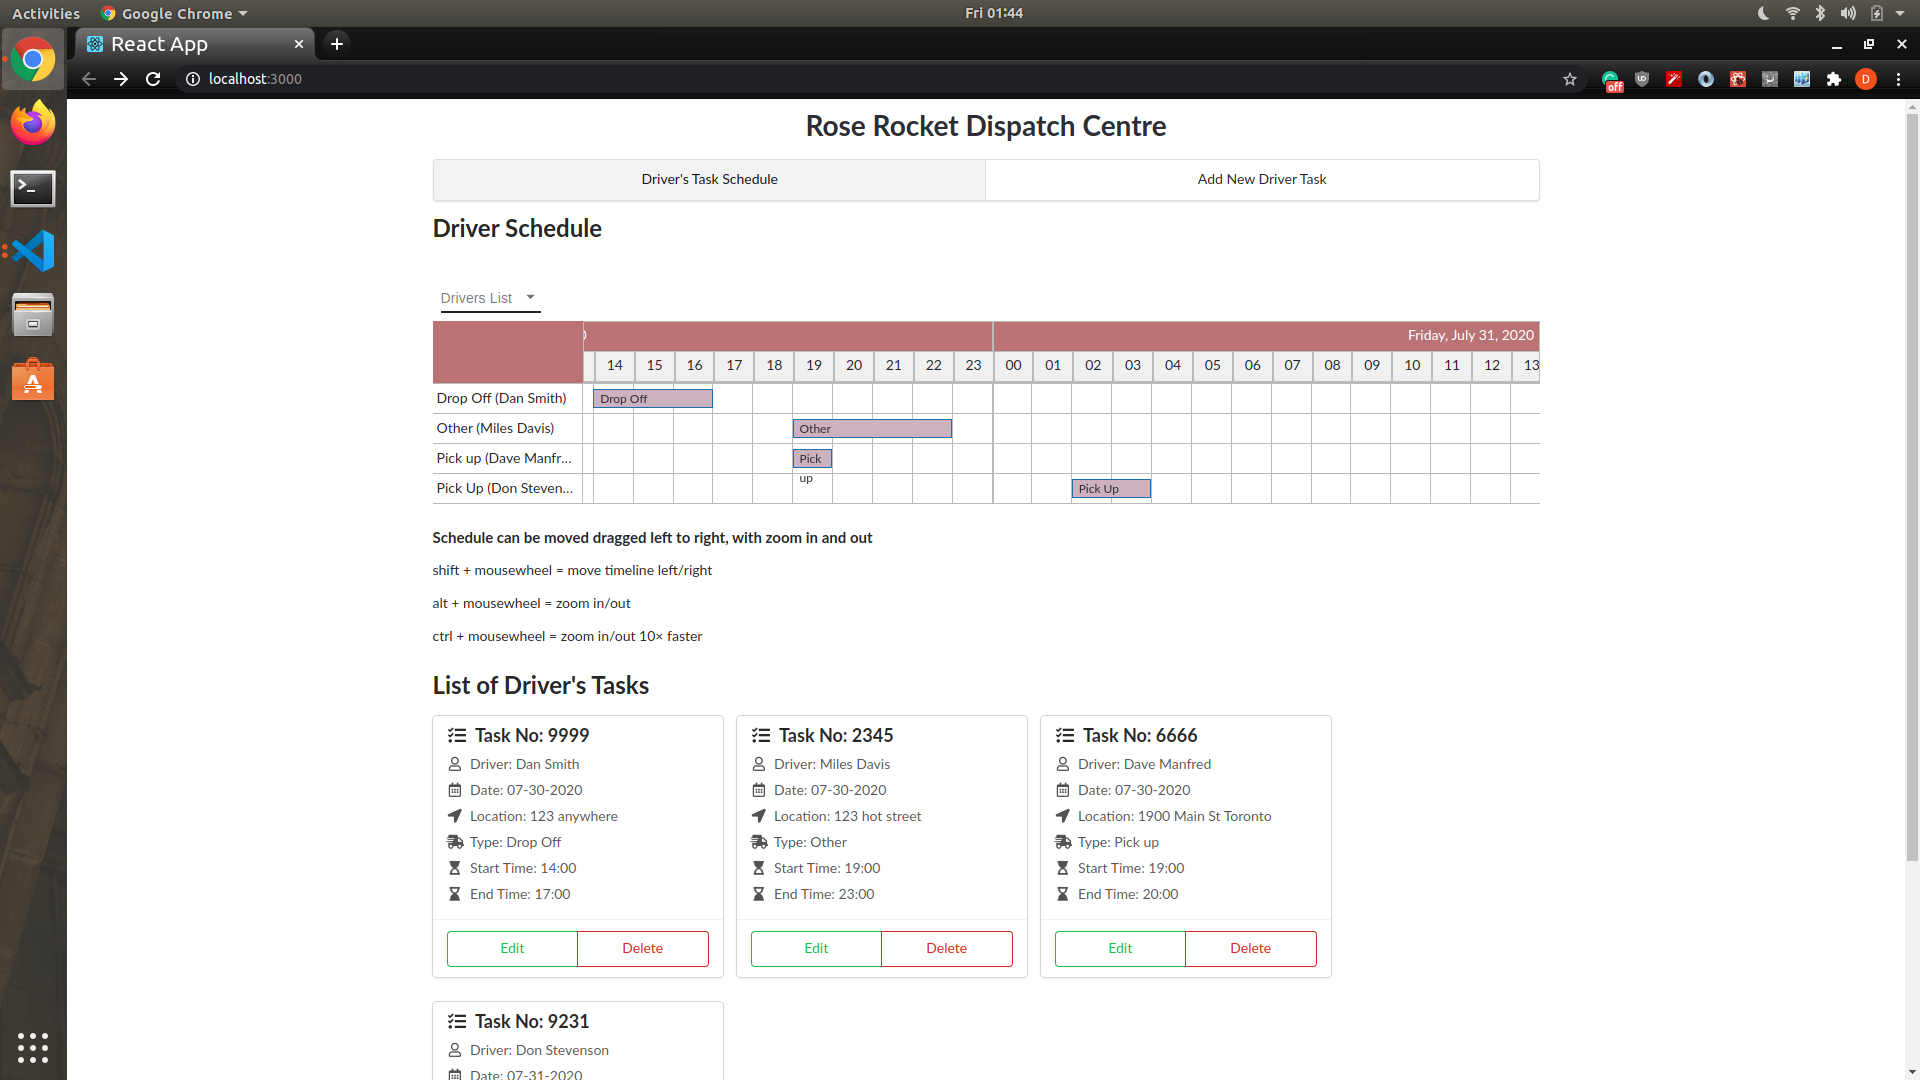 Activities Google Chrome Fri 01:44
React App
localhost:3000
off
D
Rose Rocket Dispatch Centre
Driver's Task Schedule Add New Driver Task
Driver Schedule
Drivers List
Friday, July 31, 2020
14 15 16 17 18 19 20 21 22 23 00 01 02 03 04 05 06 07 08 09 10 11 12 13
Drop Off (Dan Smith) Drop Off
Other (Miles Davis) Other
Pick up (Dave Manfr... Pick up
Pick Up (Don Steven... Pick Up
Schedule can be moved dragged left to right, with zoom in and out
shift + mousewheel = move timeline left/right
alt + mousewheel = zoom in/out
ctrl + mousewheel = zoom in/out 10× faster
List of Driver's Tasks
Task No: 9999
Driver: Dan Smith
Date: 07-30-2020
Location: 123 anywhere
Type: Drop Off
Start Time: 14:00
End Time: 17:00
Edit Delete
Task No: 2345
Driver: Miles Davis
Date: 07-30-2020
Location: 123 hot street
Type: Other
Start Time: 19:00
End Time: 23:00
Edit Delete
Task No: 6666
Driver: Dave Manfred
Date: 07-30-2020
Location: 1900 Main St Toronto
Type: Pick up
Start Time: 19:00
End Time: 20:00
Edit Delete
Task No: 9231
Driver: Don Stevenson
Date: 07-31-2020